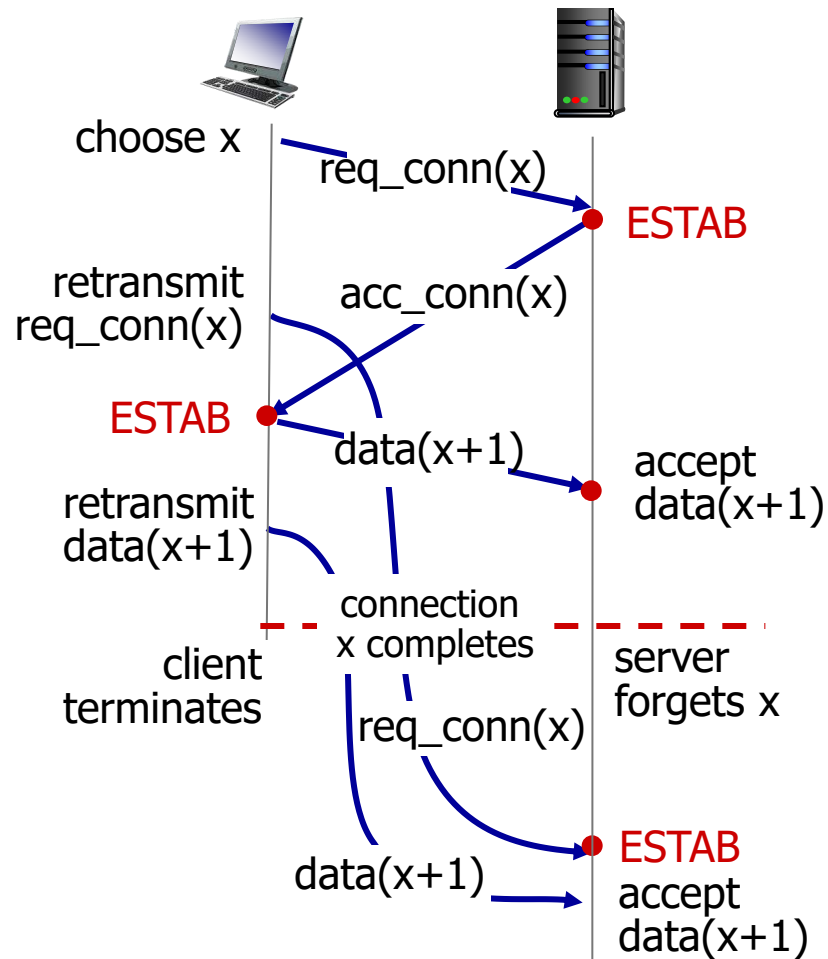 choose x
req_conn(x)
ESTAB
retransmit
req_conn(x)
acc_conn(x)
ESTAB
data(x+1)
accept
data(x+1)
retransmit
data(x+1)
connection
x completes
client
terminates
server
forgets x
req_conn(x)
ESTAB
data(x+1)
accept
data(x+1)